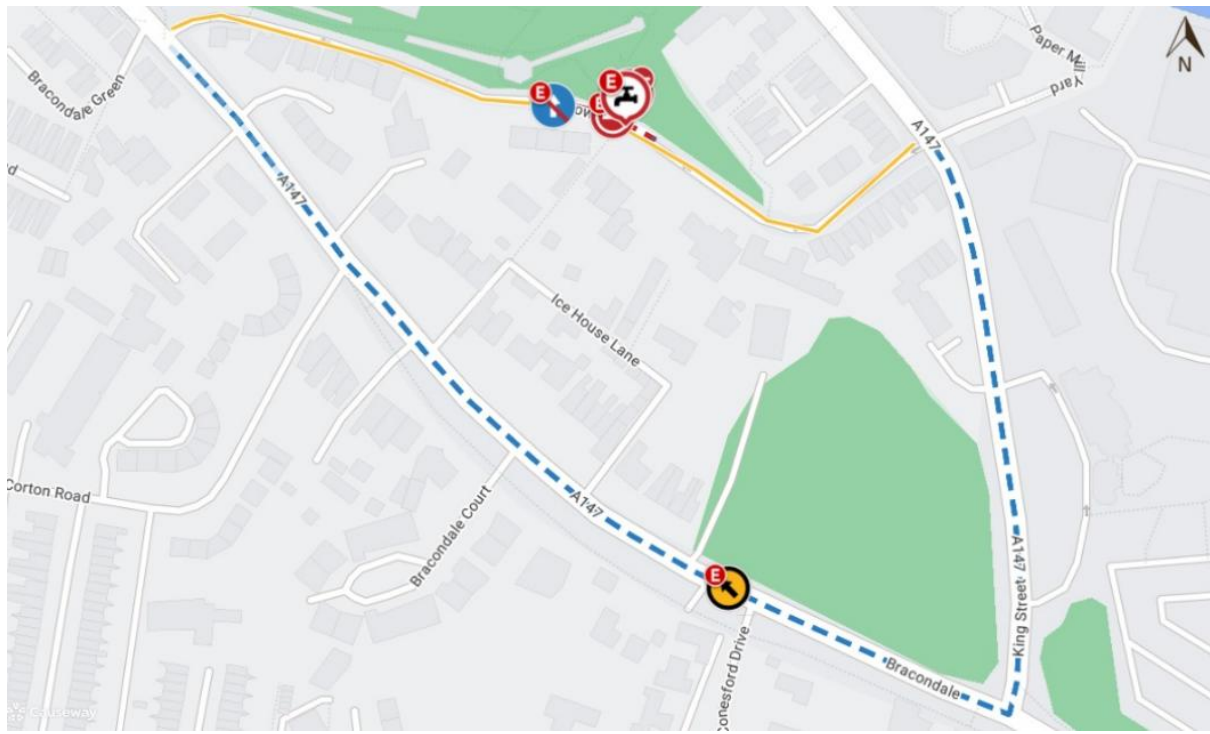 Paper Mill
Yard
N
Bracondale Green
E
E
E
A147
A147
Ice House Lane
Corton Road
Bracondale Court
A147
E
A147
King Street
Bracondale
Conesford Drive
Causeway